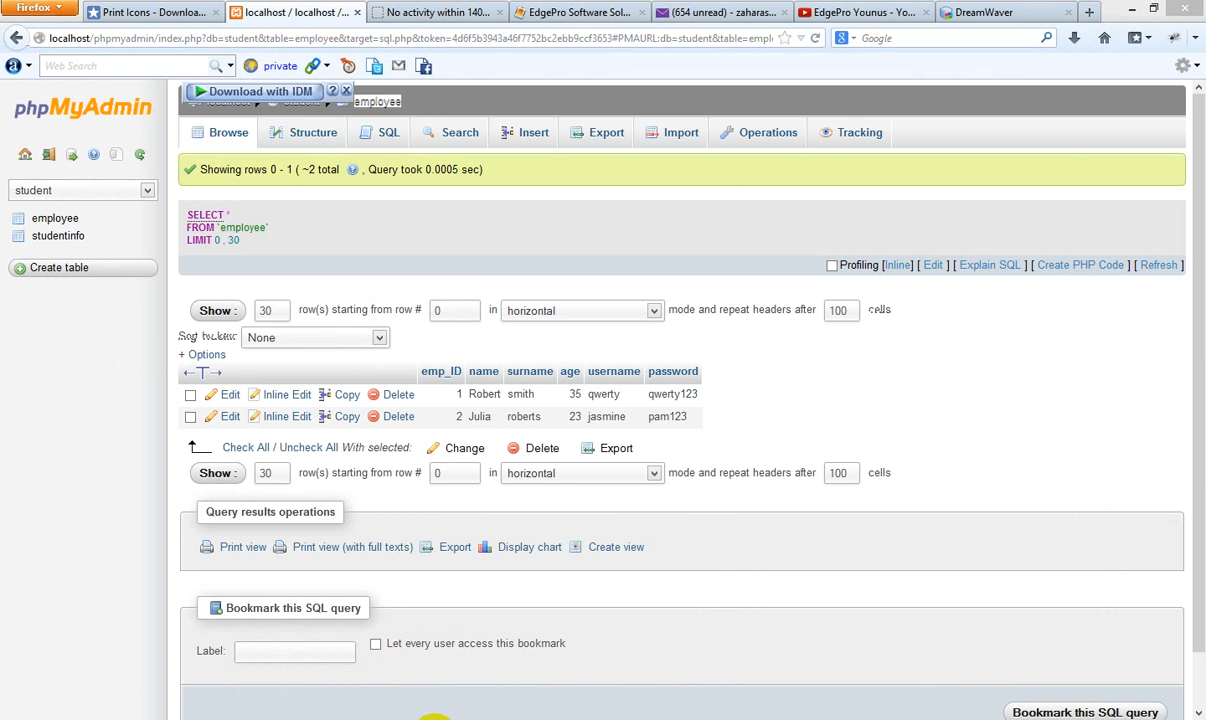 Firefox
Print Icons - Downloa...
localhost / localhost /...
No activity within 140...
EdgePro Software Sol...
(654 unread) - zaharas...
EdgePro Younus - Yo...
DreamWaver
localhost/phpmyadmin/index.php?db=student&table=employee&target=sql.php&token=4d6f5b3943a46f7752bc2ebb9ccf3653#PMAURL:db=student&table=empl
Google
Web Search
private
phpMyAdmin
Download with IDM
employee
Browse
Structure
SQL
Search
Insert
Export
Import
Operations
Tracking
Showing rows 0 - 1 ( ~2 total , Query took 0.0005 sec)
student
employee
studentinfo
Create table
SELECT *
FROM `employee`
LIMIT 0 , 30
Profiling [Inline] [ Edit ] [ Explain SQL ] [ Create PHP Code ] [ Refresh ]
Show : 30 row(s) starting from row # 0 in horizontal mode and repeat headers after 100 cells
None
+ Options
emp_ID name surname age username password
Edit Inline Edit Copy Delete 1 Robert smith 35 qwerty qwerty123
Edit Inline Edit Copy Delete 2 Julia roberts 23 jasmine pam123
Check All / Uncheck All With selected: Change Delete Export
Show : 30 row(s) starting from row # 0 in horizontal mode and repeat headers after 100 cells
Query results operations
Print view Print view (with full texts) Export Display chart Create view
Bookmark this SQL query
Label: Let every user access this bookmark
Bookmark this SQL query